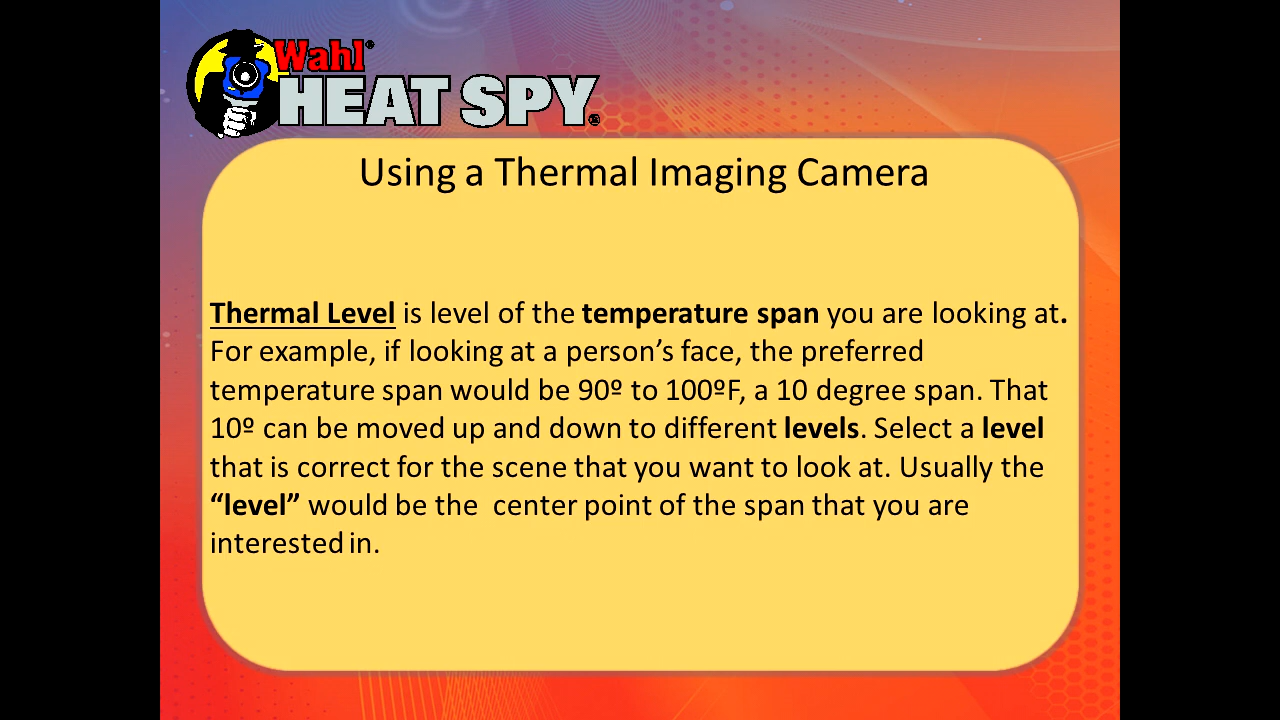 Wahl®
HEAT SPY®
Using a Thermal Imaging Camera
Thermal Level is level of the temperature span you are looking at.
For example, if looking at a person’s face, the preferred
temperature span would be 90º to 100ºF, a 10 degree span. That
10º can be moved up and down to different levels. Select a level
that is correct for the scene that you want to look at. Usually the
“level” would be the  center point of the span that you are
interested in.